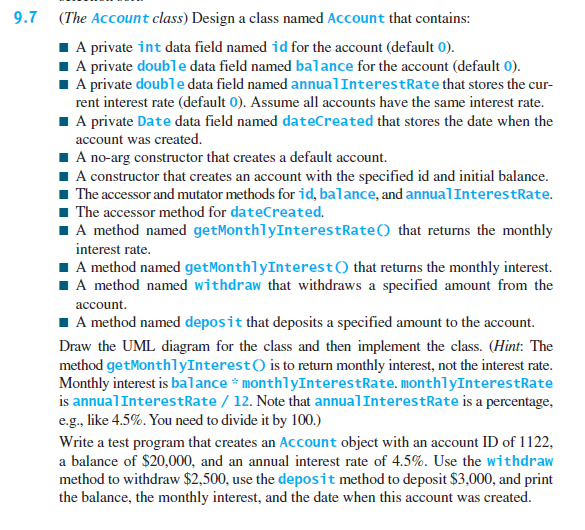 9.7 (The Account class) Design a class named Account that contains:
■ A private int data field named id for the account (default 0).
■ A private double data field named balance for the account (default 0).
■ A private double data field named annualInterestRate that stores the cur-
rent interest rate (default 0). Assume all accounts have the same interest rate.
■ A private Date data field named dateCreated that stores the date when the
account was created.
■ A no-arg constructor that creates a default account.
■ A constructor that creates an account with the specified id and initial balance.
■ The accessor and mutator methods for id, balance, and annualInterestRate.
■ The accessor method for dateCreated.
■ A method named getMonthlyInterestRate() that returns the monthly
interest rate.
■ A method named getMonthlyInterest() that returns the monthly interest.
■ A method named withdraw that withdraws a specified amount from the
account.
■ A method named deposit that deposits a specified amount to the account.
Draw the UML diagram for the class and then implement the class. (Hint: The
method getMonthlyInterest() is to return monthly interest, not the interest rate.
Monthly interest is balance * monthlyInterestRate. monthlyInterestRate
is annualInterestRate / 12. Note that annualInterestRate is a percentage,
e.g., like 4.5%. You need to divide it by 100.)
Write a test program that creates an Account object with an account ID of 1122,
a balance of $20,000, and an annual interest rate of 4.5%. Use the withdraw
method to withdraw $2,500, use the deposit method to deposit $3,000, and print
the balance, the monthly interest, and the date when this account was created.